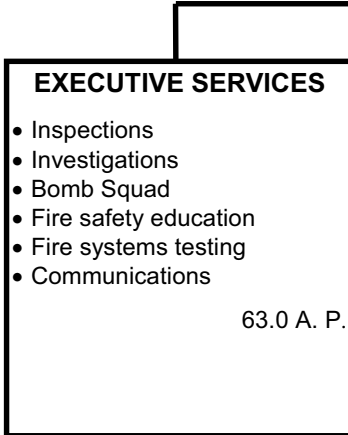 EXECUTIVE SERVICES
• Inspections
• Investigations
• Bomb Squad
• Fire safety education
• Fire systems testing
• Communications
63.0 A. P.